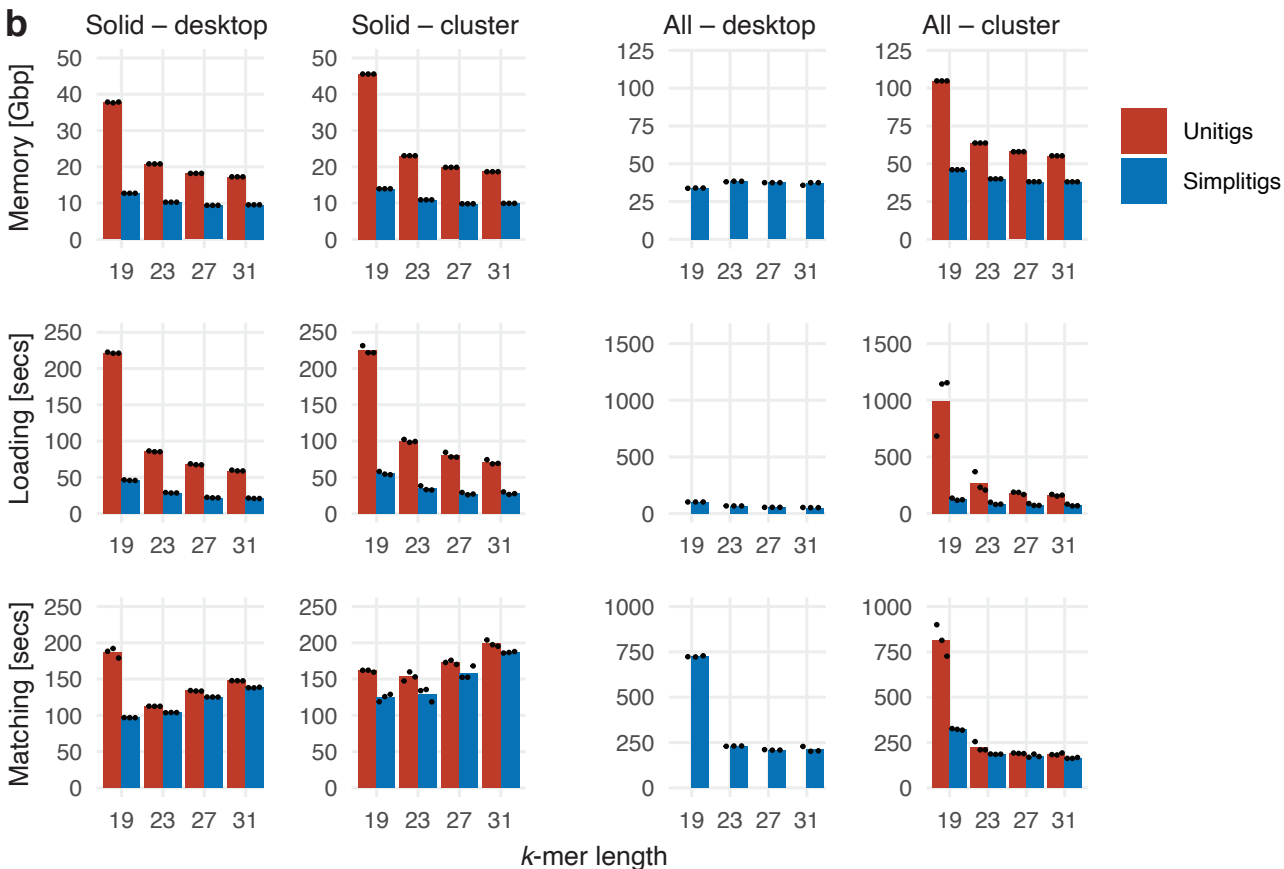 b
Solid – desktop
Solid – cluster
All – desktop
All – cluster
Memory [Gbp]
50
40
30
20
10
0
19 23 27 31
50
40
30
20
10
0
19 23 27 31
125
100
75
50
25
0
19 23 27 31
125
100
75
50
25
0
19 23 27 31
Unitigs
Simplitigs
Loading [secs]
250
200
150
100
50
0
19 23 27 31
250
200
150
100
50
0
19 23 27 31
1500
1000
500
0
19 23 27 31
1500
1000
500
0
19 23 27 31
Matching [secs]
250
200
150
100
50
0
19 23 27 31
250
200
150
100
50
0
19 23 27 31
1000
750
500
250
0
19 23 27 31
1000
750
500
250
0
19 23 27 31
k-mer length